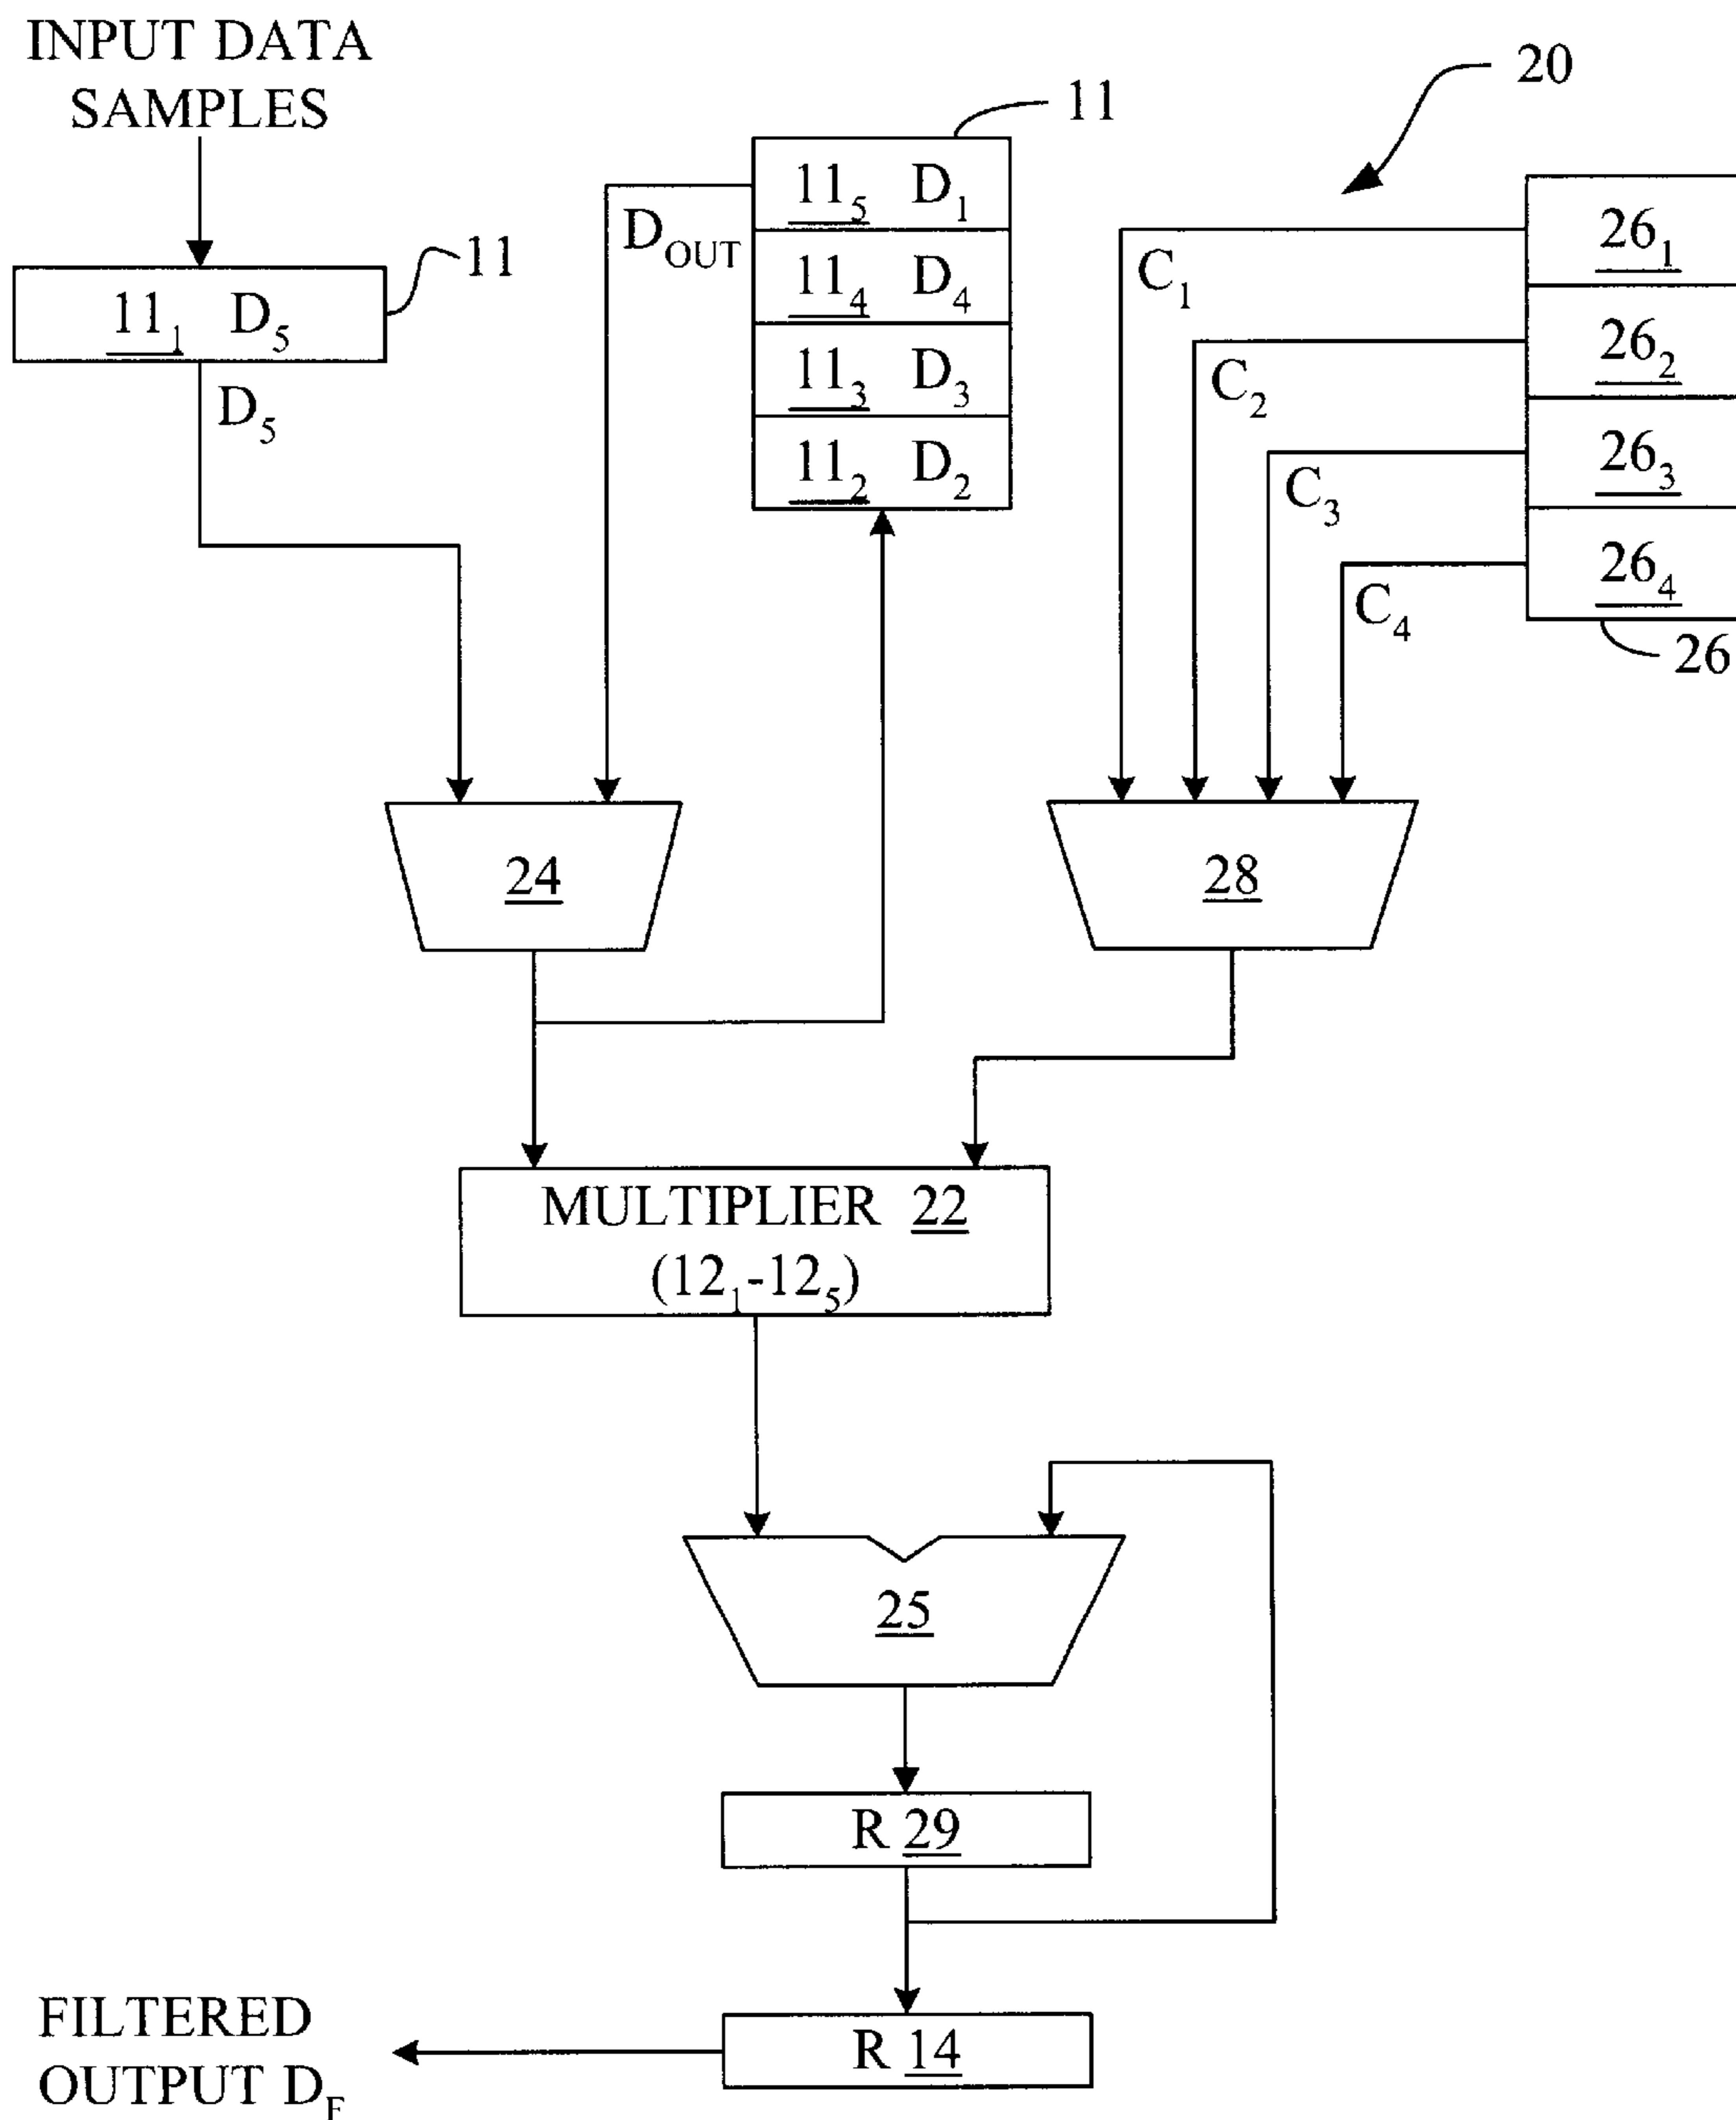 INPUT DATA
SAMPLES
20
11
11₅ D₁
11₄ D₄
11₃ D₃
11₂ D₂
D_OUT
11
11₁ D₅
D₅
26₁
26₂
26₃
26₄
26
C₁
C₂
C₃
C₄
24
28
MULTIPLIER 22
(12₁-12₅)
25
R 29
R 14
FILTERED
OUTPUT D_F